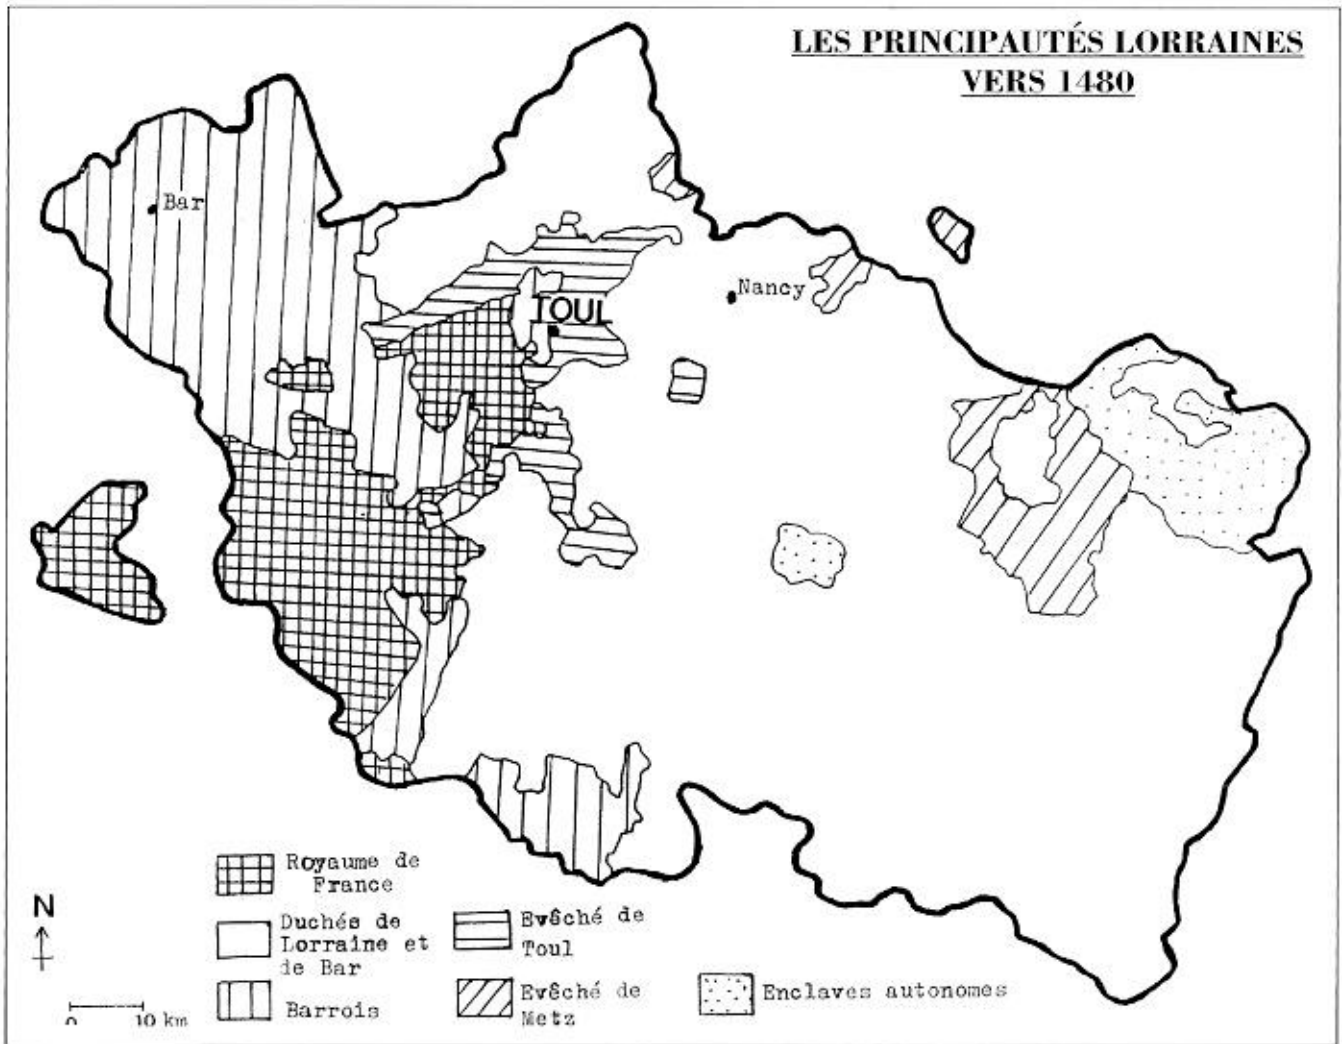 LES PRINCIPAUTÉS LORRAINES
VERS 1480
Bar
TOUL
Nancy
Royaume de
France
Duchés de
Lorraine et
de Bar
Barrois
Evêché de
Toul
Evêché de
Metz
Enclaves autonomes
N
0 10 km